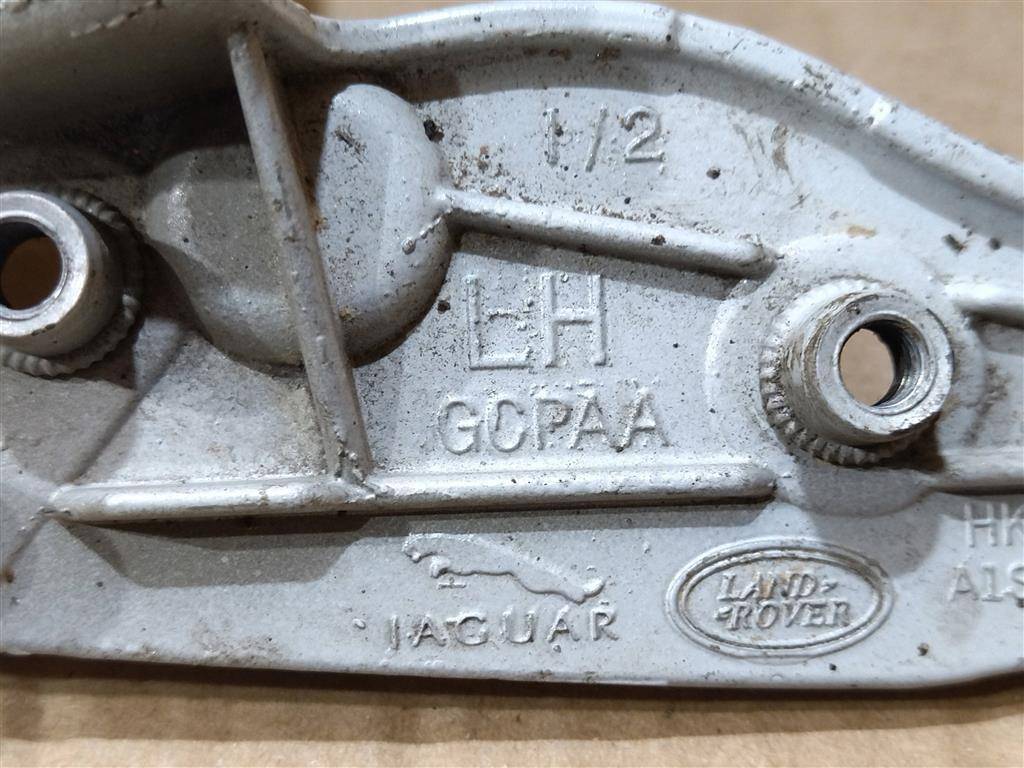 1/2
LH
GCPAA
JAGUAR
LAND
ROVER